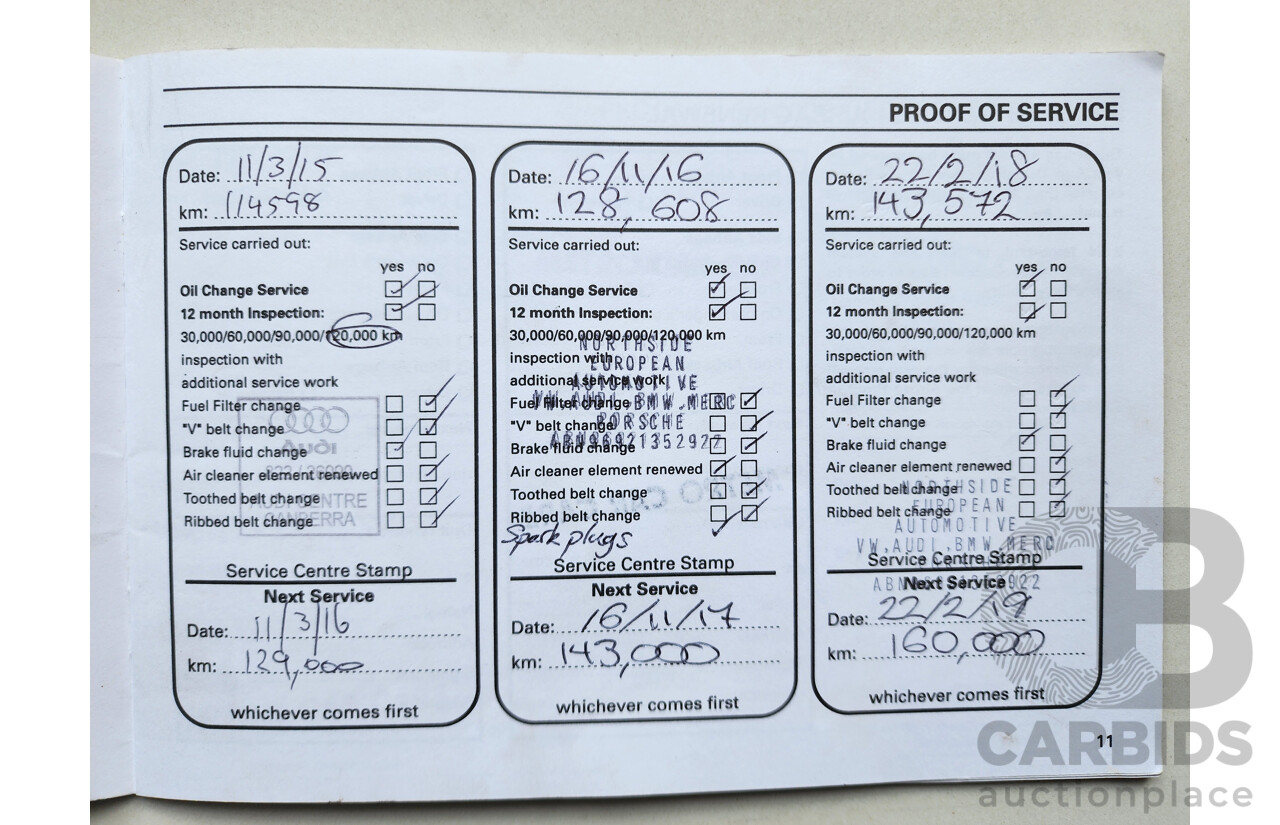 PROOF OF SERVICE
Date: 11/3/15
km: 114598
Service carried out:
yes no
Oil Change Service
12 month Inspection:
30,000/60,000/90,000/120,000 km
inspection with
additional service work
Fuel Filter change
"V" belt change
Brake fluid change
Air cleaner element renewed
Toothed belt change
Ribbed belt change
Audi
AUDI CENTRE
CANBERRA
Service Centre Stamp
Next Service
Date: 11/3/16
km: 129,000
whichever comes first
Date: 16/11/16
km: 128,608
Service carried out:
yes no
Oil Change Service
12 month Inspection:
30,000/60,000/90,000/120,000 km
inspection with
additional service work
Fuel Filter change
"V" belt change
Brake fluid change
Air cleaner element renewed
Toothed belt change
Ribbed belt change
NORTHSIDE
EUROPEAN
AUTOMOTIVE
VW.AUDI.BMW.MERC
PORSCHE
Spark plugs
Service Centre Stamp
Next Service
Date: 16/11/17
km: 143,000
whichever comes first
Date: 22/2/18
km: 143,572
Service carried out:
yes no
Oil Change Service
12 month Inspection:
30,000/60,000/90,000/120,000 km
inspection with
additional service work
Fuel Filter change
"V" belt change
Brake fluid change
Air cleaner element renewed
Toothed belt change
Ribbed belt change
NORTHSIDE
EUROPEAN
AUTOMOTIVE
VW.AUDI.BMW.MERC
Service Centre Stamp
Next Service
Date: 22/2/19
km: 160,000
whichever comes first
11
CARBIDS
auctionplace